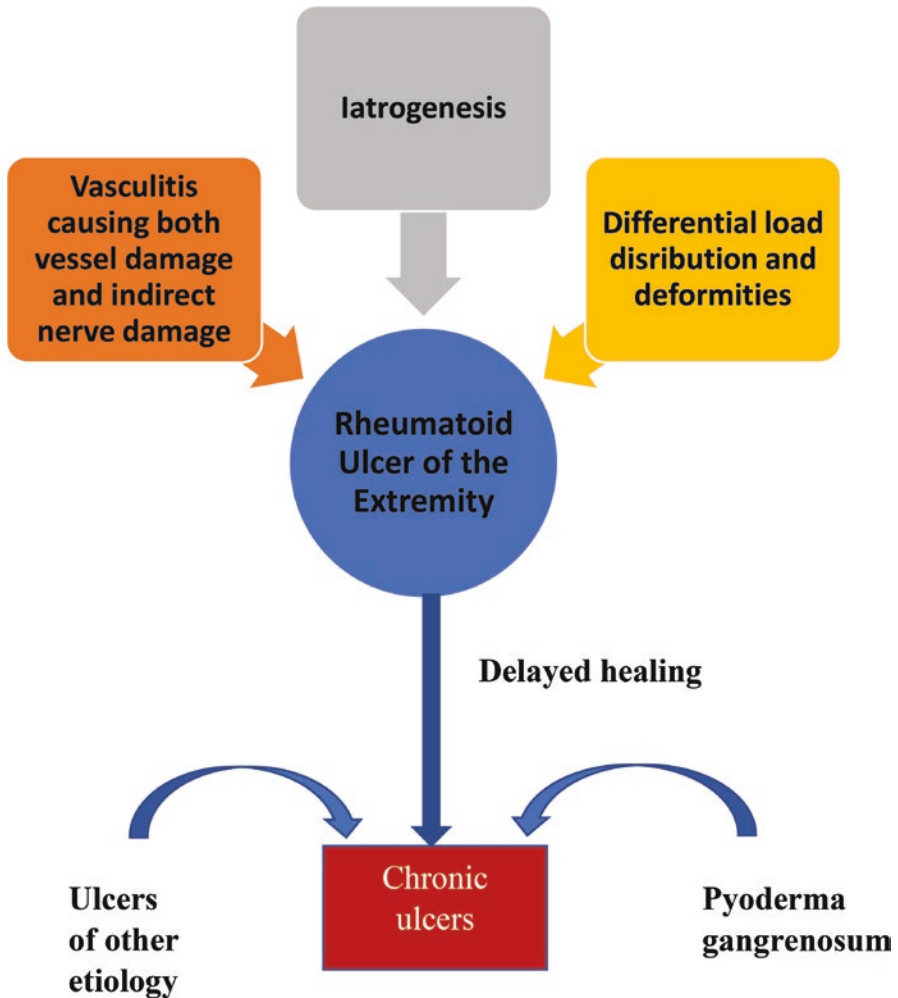 Iatrogenesis
Vasculitis
causing both
vessel damage
and indirect
nerve damage
Differential load
disribution and
deformities
Rheumatoid
Ulcer of the
Extremity
Delayed healing
Chronic
ulcers
Ulcers
of other
etiology
Pyoderma
gangrenosum